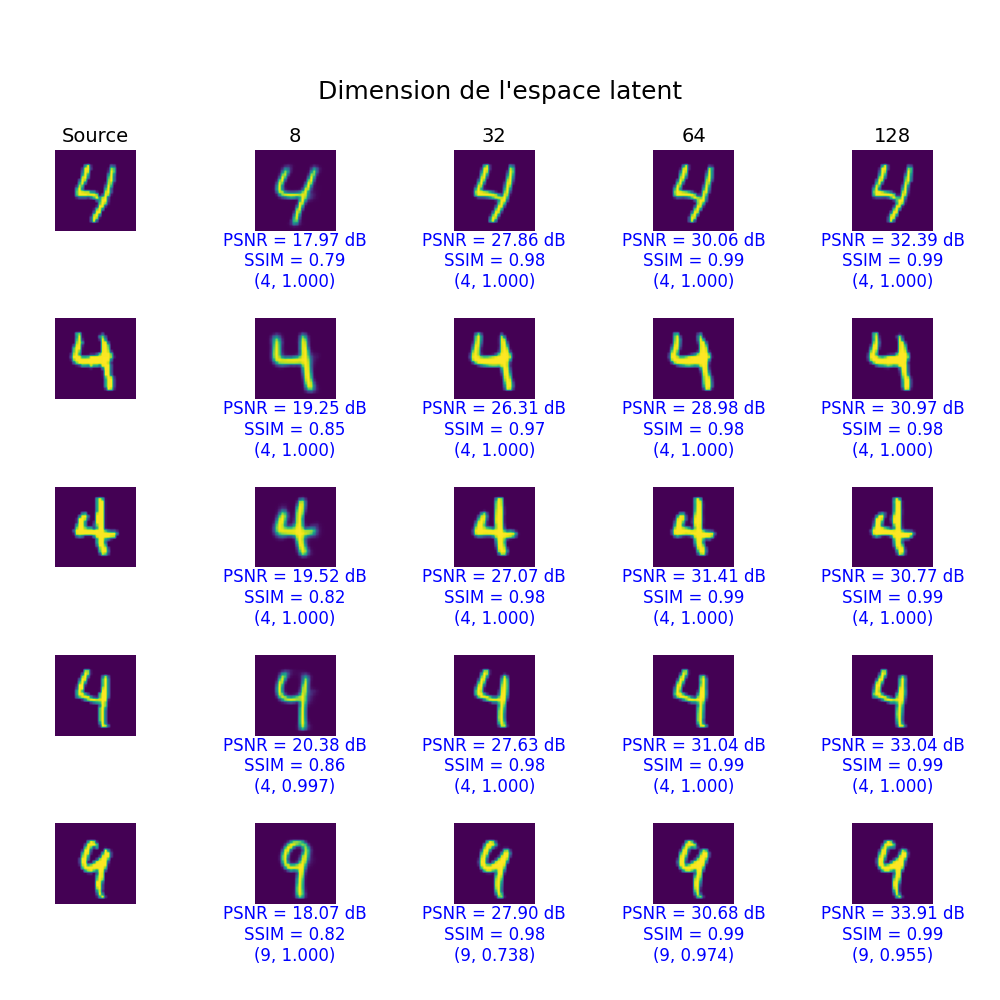 Dimension de l'espace latent
Source 8 32 64 128
PSNR = 17.97 dB PSNR = 27.86 dB PSNR = 30.06 dB PSNR = 32.39 dB
SSIM = 0.79 SSIM = 0.98 SSIM = 0.99 SSIM = 0.99
(4, 1.000) (4, 1.000) (4, 1.000) (4, 1.000)
PSNR = 19.25 dB PSNR = 26.31 dB PSNR = 28.98 dB PSNR = 30.97 dB
SSIM = 0.85 SSIM = 0.97 SSIM = 0.98 SSIM = 0.98
(4, 1.000) (4, 1.000) (4, 1.000) (4, 1.000)
PSNR = 19.52 dB PSNR = 27.07 dB PSNR = 31.41 dB PSNR = 30.77 dB
SSIM = 0.82 SSIM = 0.98 SSIM = 0.99 SSIM = 0.99
(4, 1.000) (4, 1.000) (4, 1.000) (4, 1.000)
PSNR = 20.38 dB PSNR = 27.63 dB PSNR = 31.04 dB PSNR = 33.04 dB
SSIM = 0.86 SSIM = 0.98 SSIM = 0.99 SSIM = 0.99
(4, 0.997) (4, 1.000) (4, 1.000) (4, 1.000)
PSNR = 18.07 dB PSNR = 27.90 dB PSNR = 30.68 dB PSNR = 33.91 dB
SSIM = 0.82 SSIM = 0.98 SSIM = 0.99 SSIM = 0.99
(9, 1.000) (9, 0.738) (9, 0.974) (9, 0.955)